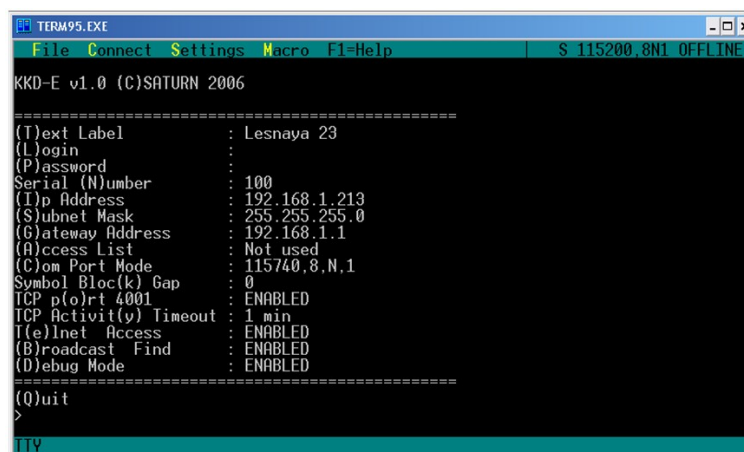 TERM95.EXE
File Connect Settings Macro F1=Help | S 115200,8N1 OFFLINE
KKD-E v1.0 (C)SATURN 2006
==================================================
(T)ext Label : Lesnaya 23
(L)ogin :
(P)assword :
Serial (N)umber : 100
(I)p Address : 192.168.1.213
(S)ubnet Mask : 255.255.255.0
(G)ateway Address : 192.168.1.1
(A)ccess List : Not used
(C)om Port Mode : 115740,8,N,1
Symbol Bloc(k) Gap : 0
TCP p(o)rt 4001 : ENABLED
TCP Activit(y) Timeout : 1 min
T(e)lnet Access : ENABLED
(B)roadcast Find : ENABLED
(D)ebug Mode : ENABLED
==================================================
(Q)uit
>
TTY